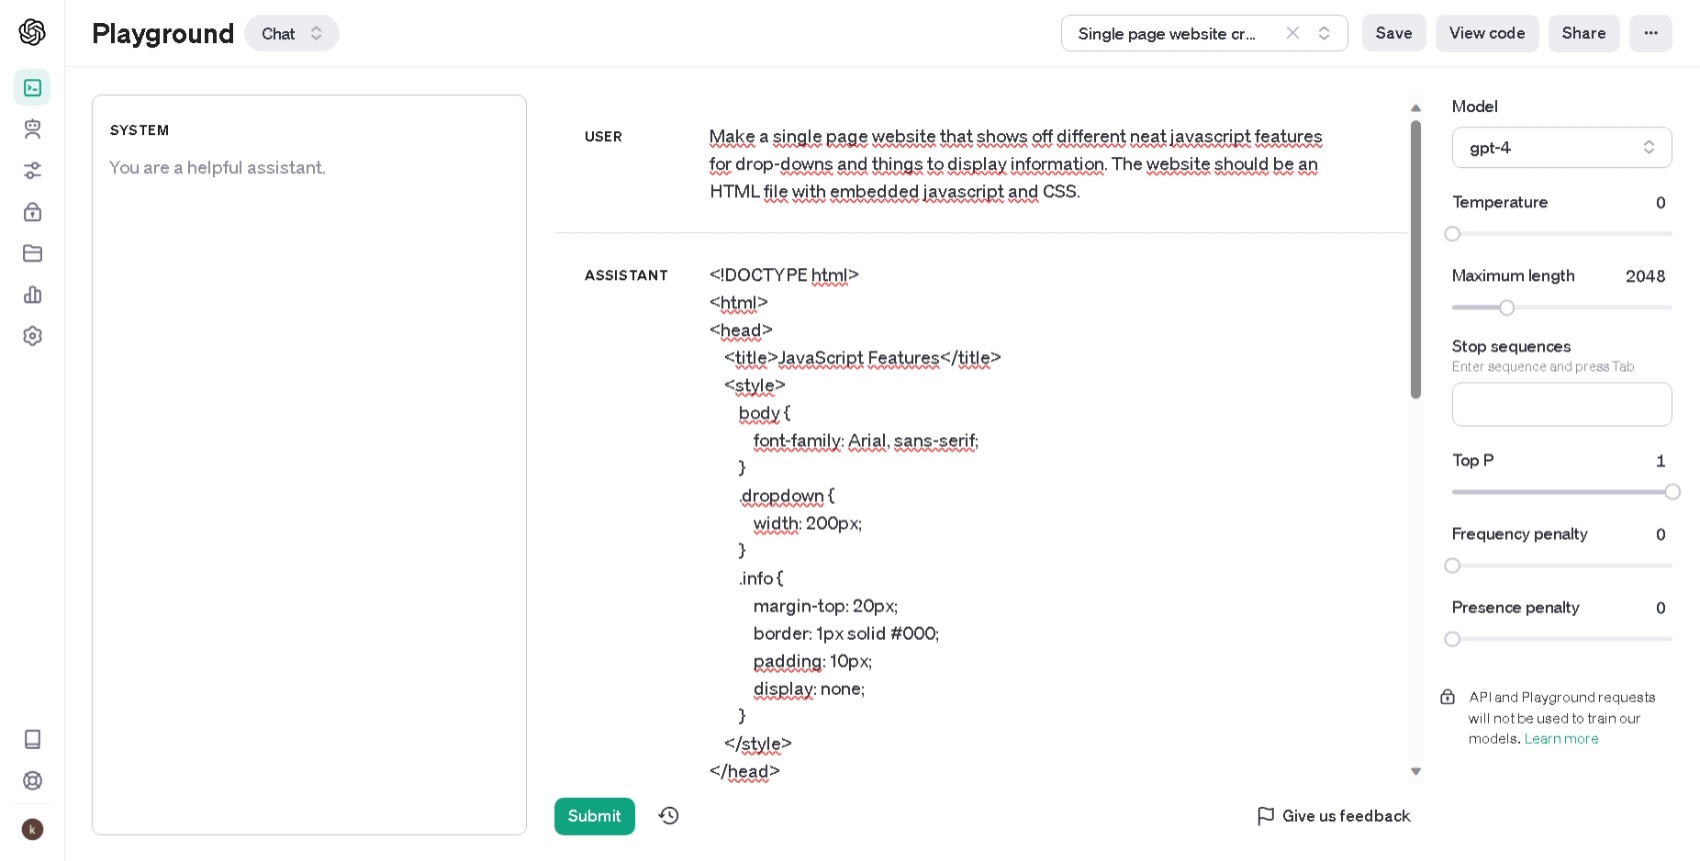 Playground
Chat
Single page website cr...
Save
View code
Share
...
SYSTEM
You are a helpful assistant.
USER
Make a single page website that shows off different neat javascript features
for drop-downs and things to display information. The website should be an
HTML file with embedded javascript and CSS.
ASSISTANT
<!DOCTYPE html>
<html>
<head>
<title>JavaScript Features</title>
<style>
body {
font-family: Arial, sans-serif;
}
.dropdown {
width: 200px;
}
.info {
margin-top: 20px;
border: 1px solid #000;
padding: 10px;
display: none;
}
</style>
</head>
Submit
Give us feedback
Model
gpt-4
Temperature 0
Maximum length 2048
Stop sequences
Enter sequence and press Tab
Top P 1
Frequency penalty 0
Presence penalty 0
API and Playground requests
will not be used to train our
models. Learn more
k